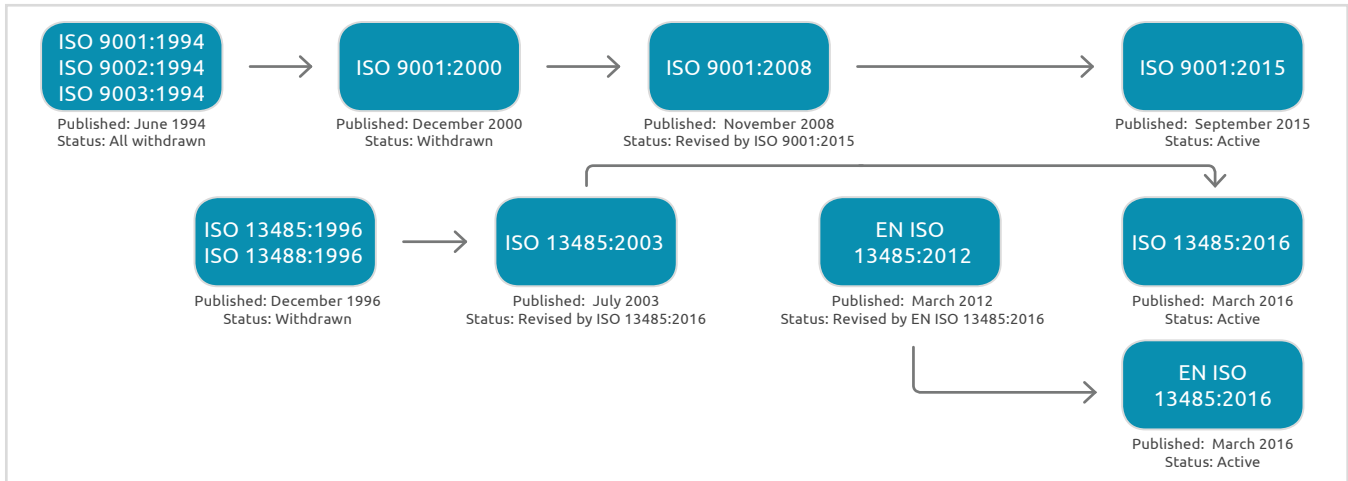 ISO 9001:1994
ISO 9002:1994
ISO 9003:1994
Published: June 1994
Status: All withdrawn
ISO 9001:2000
Published: December 2000
Status: Withdrawn
ISO 9001:2008
Published: November 2008
Status: Revised by ISO 9001:2015
ISO 9001:2015
Published: September 2015
Status: Active
ISO 13485:1996
ISO 13488:1996
Published: December 1996
Status: Withdrawn
ISO 13485:2003
Published: July 2003
Status: Revised by ISO 13485:2016
EN ISO
13485:2012
Published: March 2012
Status: Revised by EN ISO 13485:2016
ISO 13485:2016
Published: March 2016
Status: Active
EN ISO
13485:2016
Published: March 2016
Status: Active